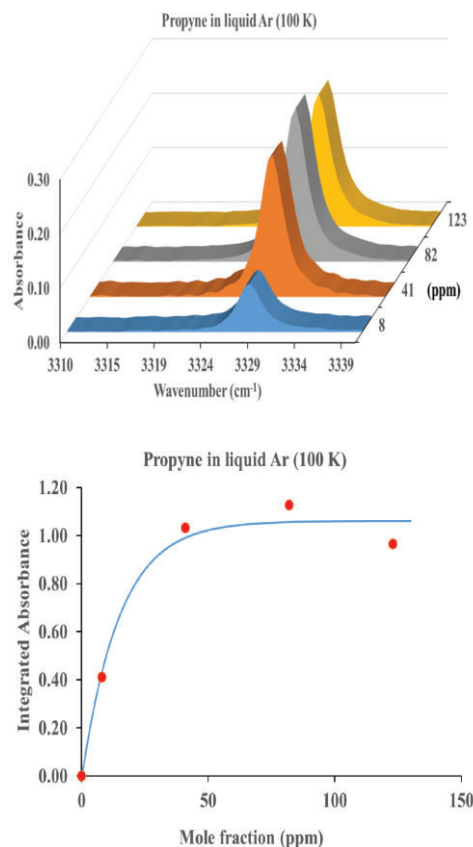 Propyne in liquid Ar (100 K)
0.30
0.20
0.10
0.00
Absorbance
3310 3315 3319 3324 3329 3334 3339
Wavenumber (cm⁻¹)
123
82
41 (ppm)
8
Propyne in liquid Ar (100 K)
1.20
1.00
0.80
0.60
0.40
0.20
0.00
Integrated Absorbance
0 50 100 150
Mole fraction (ppm)